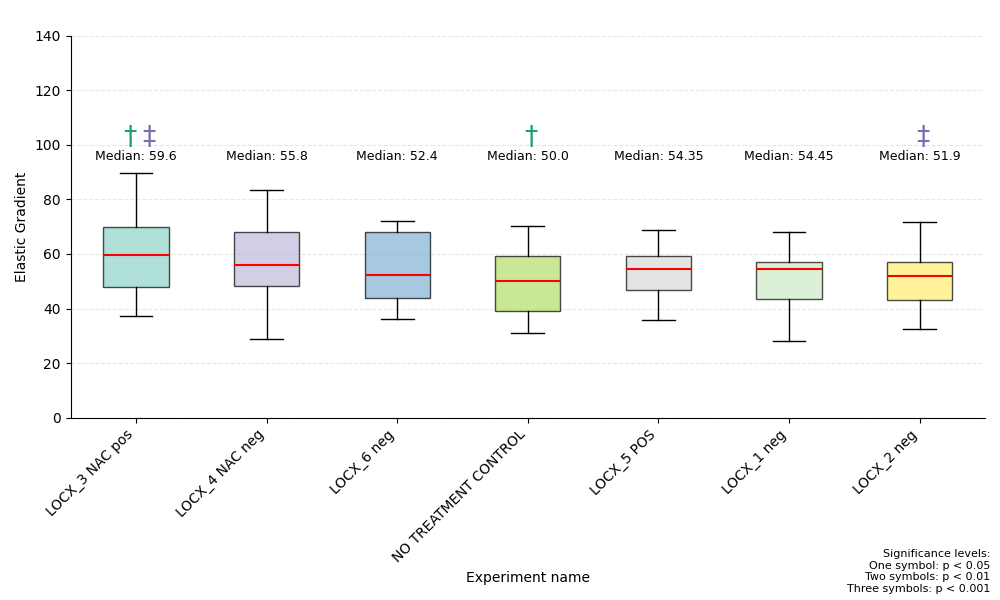 140
120
100
80
60
40
20
0
Elastic Gradient
† ‡ † ‡
Median: 59.6 Median: 55.8 Median: 52.4 Median: 50.0 Median: 54.35 Median: 54.45 Median: 51.9
LOCX_3 NAC pos
LOCX_4 NAC neg
LOCX_6 neg
NO TREATMENT CONTROL
LOCX_5 POS
LOCX_1 neg
LOCX_2 neg
Experiment name
Significance levels:
One symbol: p < 0.05
Two symbols: p < 0.01
Three symbols: p < 0.001